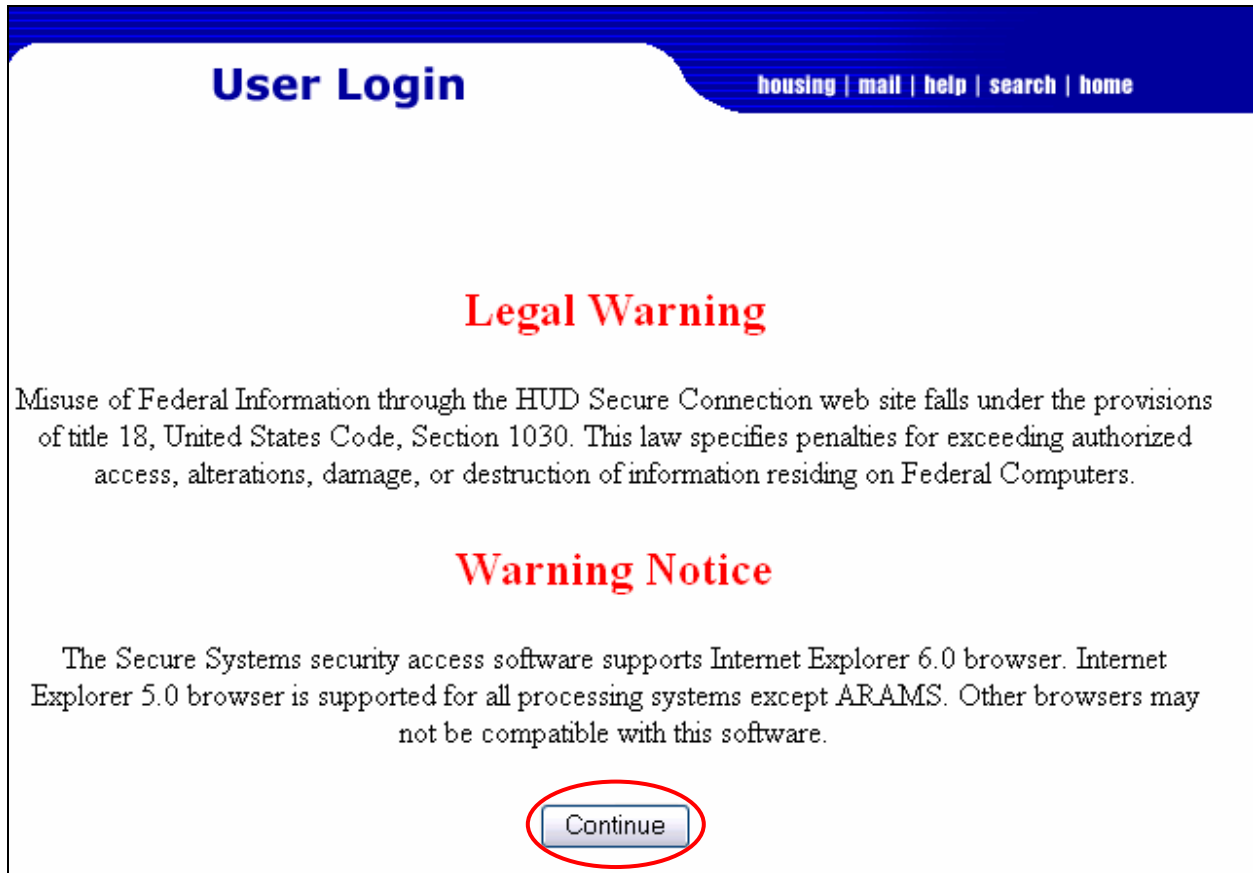 User Login
housing | mail | help | search | home
Legal Warning
Misuse of Federal Information through the HUD Secure Connection web site falls under the provisions
of title 18, United States Code, Section 1030. This law specifies penalties for exceeding authorized
access, alterations, damage, or destruction of information residing on Federal Computers.
Warning Notice
The Secure Systems security access software supports Internet Explorer 6.0 browser. Internet
Explorer 5.0 browser is supported for all processing systems except ARAMS. Other browsers may
not be compatible with this software.
Continue